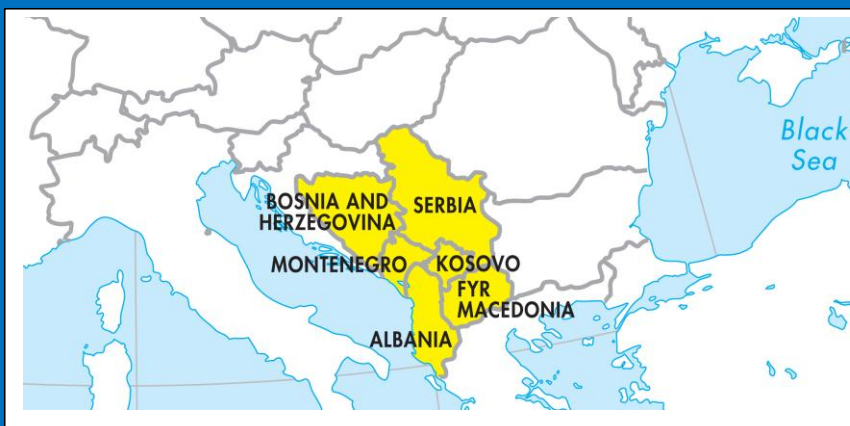 Black
Sea
BOSNIA AND
HERZEGOVINA
SERBIA
MONTENEGRO
KOSOVO
FYR
MACEDONIA
ALBANIA